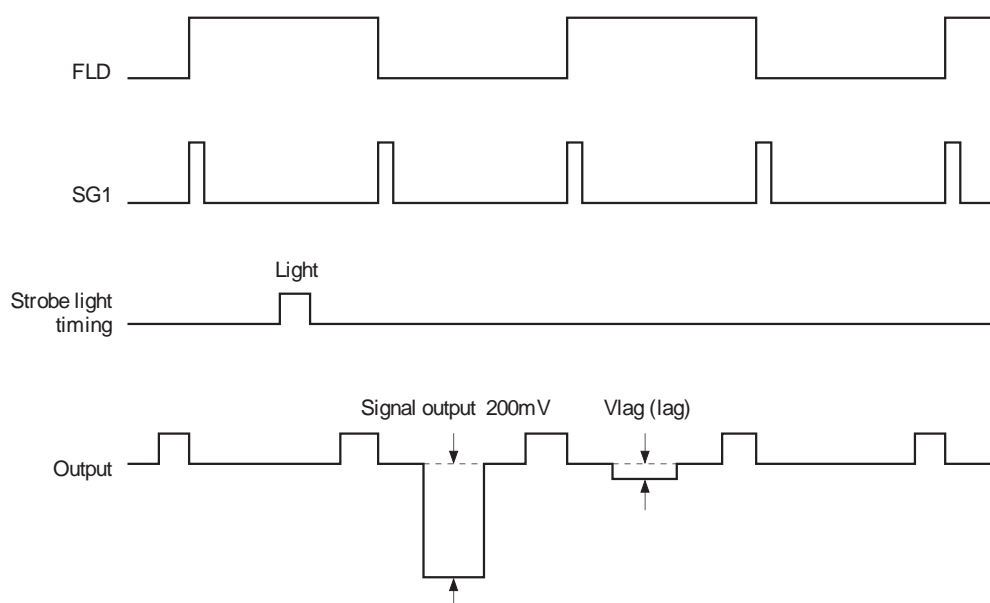 FLD
SG1
Light
Strobe light
timing
Signal output 200mV
Vlag (lag)
Output